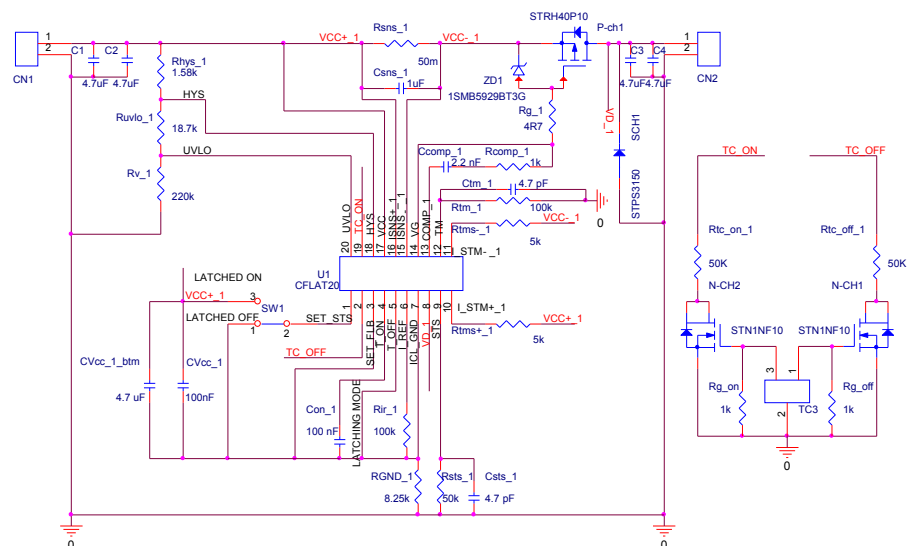 STRH40P10
P-ch1
VCC+_1
Rsns_1
VCC-_1
50m
1
2
CN1
C1
C2
4.7uF
4.7uF
Rhys_1
1.58k
HYS
Csns_1
1uF
ZD1
1SMB5929BT3G
C3
C4
4.7uF
4.7uF
1
2
CN2
Ruvlo_1
18.7k
UVLO
Rg_1
4R7
VD_1
SCH1
STPS3150
Rv_1
220k
Ccomp_1
2.2 nF
Rcomp_1
1k
Ctm_1
4.7 pF
Rtm_1
100k
0
Rtms-_1
VCC-_1
5k
I_STM-_1
UVLO
TC_ON
HYS
VCC
ISNS+_1
ISNS-_1
VG
COMP_1
TM
20
19
18
17
16
15
14
13
12
11
U1
CFLAT20
1
2
3
4
5
6
7
8
9
10
SET_STS
TC_OFF
SET_FLB
T_ON
T_OFF
I_REF
ICL_GND
VD_1
STS
I_STM+_1
Rtms+_1
VCC+_1
5k
LATCHED ON
VCC+_1
3
SW1
LATCHED OFF
1
2
CVcc_1_btm
4.7 uF
CVcc_1
100nF
Con_1
100 nF
LATCHING MODE
Rir_1
100k
RGND_1
8.25k
Rsts_1
50k
Csts_1
4.7 pF
0
0
TC_ON
TC_OFF
Rtc_on_1
50K
N-CH2
STN1NF10
Rtc_off_1
50K
N-CH1
STN1NF10
Rg_on
1k
3
1
2
TC3
Rg_off
1k
0